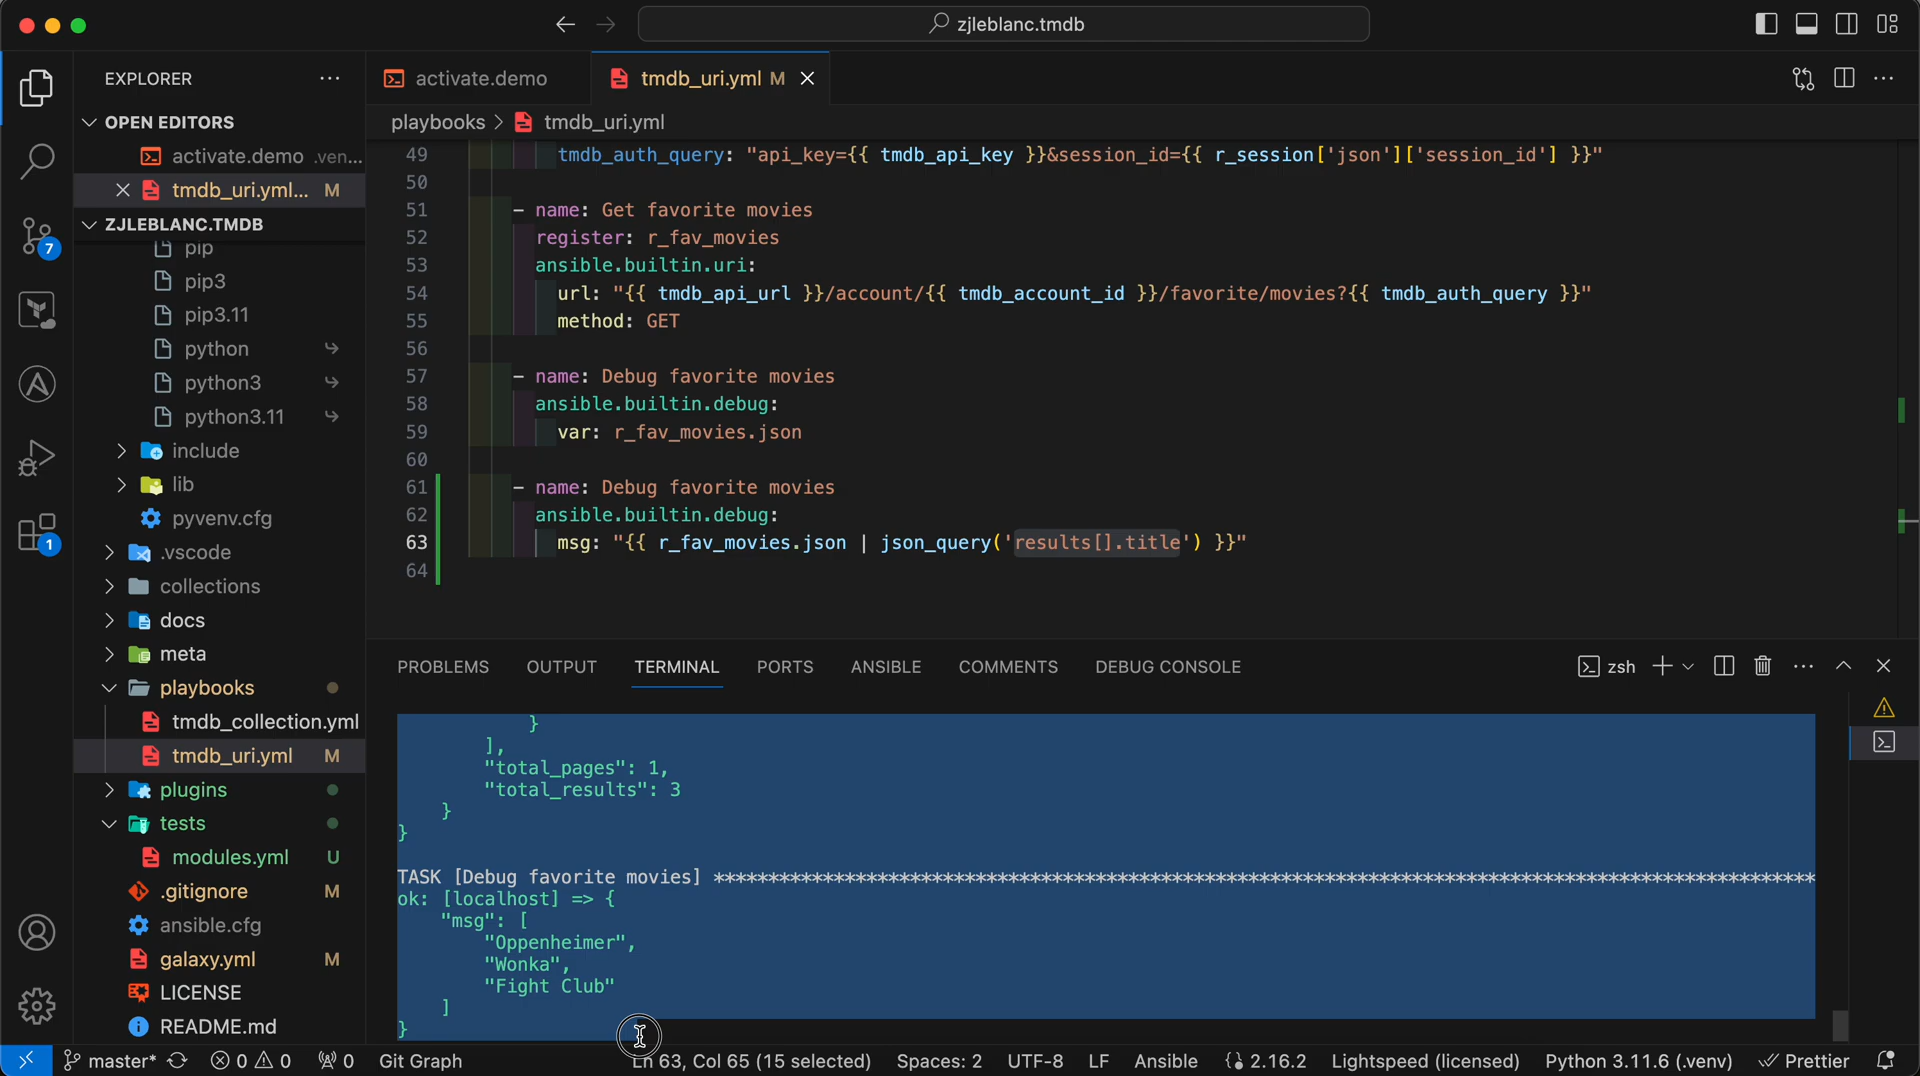 zjleblanc.tmdb
EXPLORER
OPEN EDITORS
activate.demo .ven...
tmdb_uri.yml... M
ZJLEBLANC.TMDB
pip
pip3
pip3.11
python
python3
python3.11
include
lib
pyvenv.cfg
.vscode
collections
docs
meta
playbooks
tmdb_collection.yml
tmdb_uri.yml M
plugins
tests
modules.yml U
.gitignore M
ansible.cfg
galaxy.yml M
LICENSE
README.md
7
1
activate.demo
tmdb_uri.yml M
playbooks > tmdb_uri.yml
49 tmdb_auth_query: "api_key={{ tmdb_api_key }}&session_id={{ r_session['json']['session_id'] }}"
50
51 - name: Get favorite movies
52 register: r_fav_movies
53 ansible.builtin.uri:
54 url: "{{ tmdb_api_url }}/account/{{ tmdb_account_id }}/favorite/movies?{{ tmdb_auth_query }}"
55 method: GET
56
57 - name: Debug favorite movies
58 ansible.builtin.debug:
59 var: r_fav_movies.json
60
61 - name: Debug favorite movies
62 ansible.builtin.debug:
63 msg: "{{ r_fav_movies.json | json_query('results[].title') }}"
64
PROBLEMS OUTPUT TERMINAL PORTS ANSIBLE COMMENTS DEBUG CONSOLE
zsh
}
],
"total_pages": 1,
"total_results": 3
}
}
TASK [Debug favorite movies] ****************************************************************************************************
ok: [localhost] => {
"msg": [
"Oppenheimer",
"Wonka",
"Fight Club"
]
}
master* 0 0 0 Git Graph Ln 63, Col 65 (15 selected) Spaces: 2 UTF-8 LF Ansible 2.16.2 Lightspeed (licensed) Python 3.11.6 (.venv) Prettier